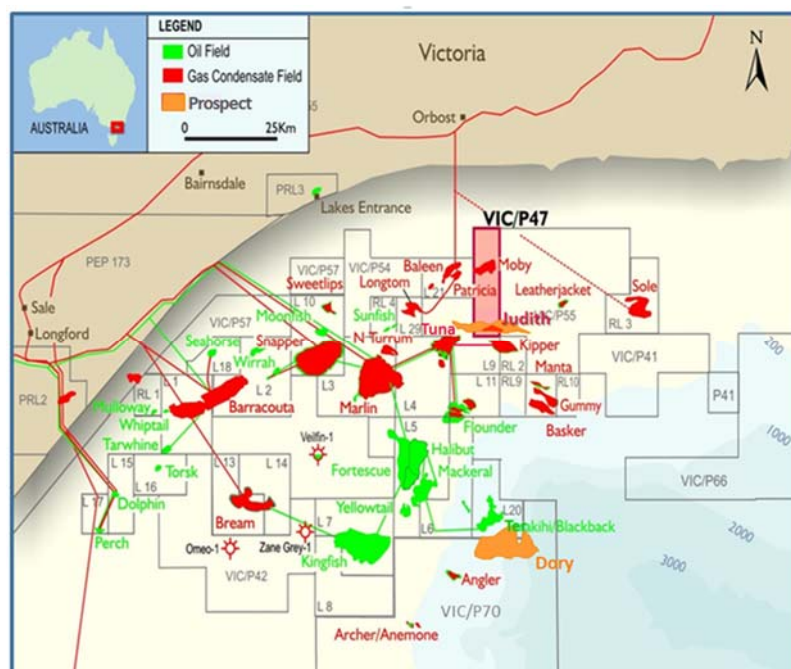 LEGEND
Oil Field
Gas Condensate Field
Prospect
0 25Km
AUSTRALIA
Victoria
N
Orbost
Bairnsdale
PRL3
Lakes Entrance
VIC/P47
PEP 173
VIC/P57
VIC/P54
Baleen
Moby
Sweetlips
Longtom
Patricia
Leatherjacket
Sole
L 10
RL 4
L 21
Sale
Longford
VIC/P57
Moonfish
Sunfish
L 29
Judith
VIC/P55
RL 3
Seahorse
Snapper
N Turrum
Tuna
Kipper
VIC/P41
200
Wirrah
L18
L9
RL 2
Manta
PRL2
RL 1
L 1
L 2
L3
Marlin
L 11
RL9
RL10
P41
Mulloway
Barracouta
L4
Gummy
Whiptail
L5
Flounder
Basker
1000
Tarwhine
Veilfin-1
Halibut
L 15
Torsk
L 13
L 14
Fortescue
Mackeral
VIC/P66
L 16
L 17
Dolphin
Yellowtail
L20
Bream
L 7
L6
Terakihi/Blackback
2000
Perch
Omeo-1
Zane Grey-1
Kingfish
Dory
3000
VIC/P42
Angler
L 8
VIC/P70
Archer/Anemone